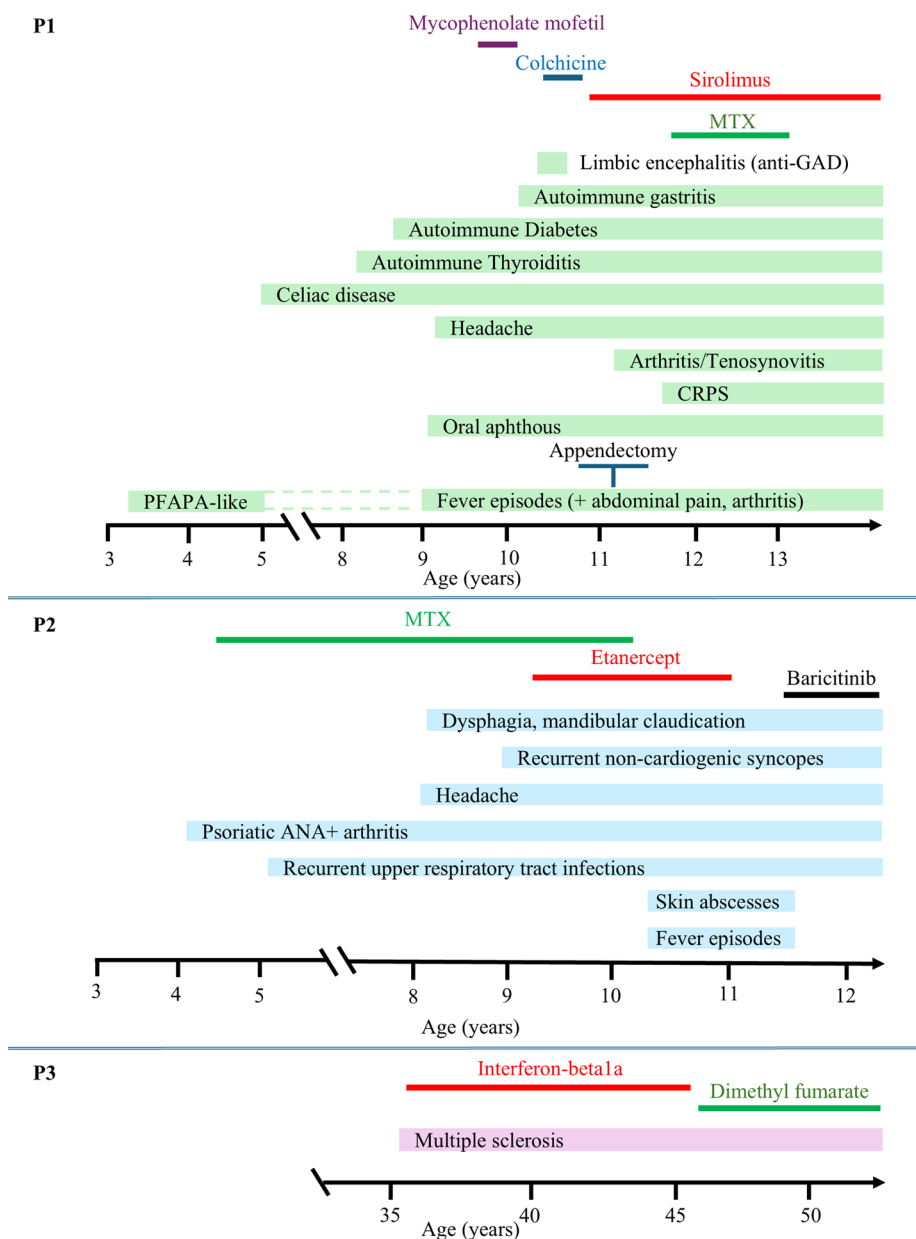 P1
Mycophenolate mofetil
Colchicine
Sirolimus
MTX
Limbic encephalitis (anti-GAD)
Autoimmune gastritis
Autoimmune Diabetes
Autoimmune Thyroiditis
Celiac disease
Headache
Arthritis/Tenosynovitis
CRPS
Oral aphthous
Appendectomy
PFAPA-like
Fever episodes (+ abdominal pain, arthritis)
3 4 5 8 9 10 11 12 13
Age (years)
P2
MTX
Etanercept
Baricitinib
Dysphagia, mandibular claudication
Recurrent non-cardiogenic syncopes
Headache
Psoriatic ANA+ arthritis
Recurrent upper respiratory tract infections
Skin abscesses
Fever episodes
3 4 5 8 9 10 11 12
Age (years)
P3
Interferon-beta1a
Dimethyl fumarate
Multiple sclerosis
35 40 45 50
Age (years)